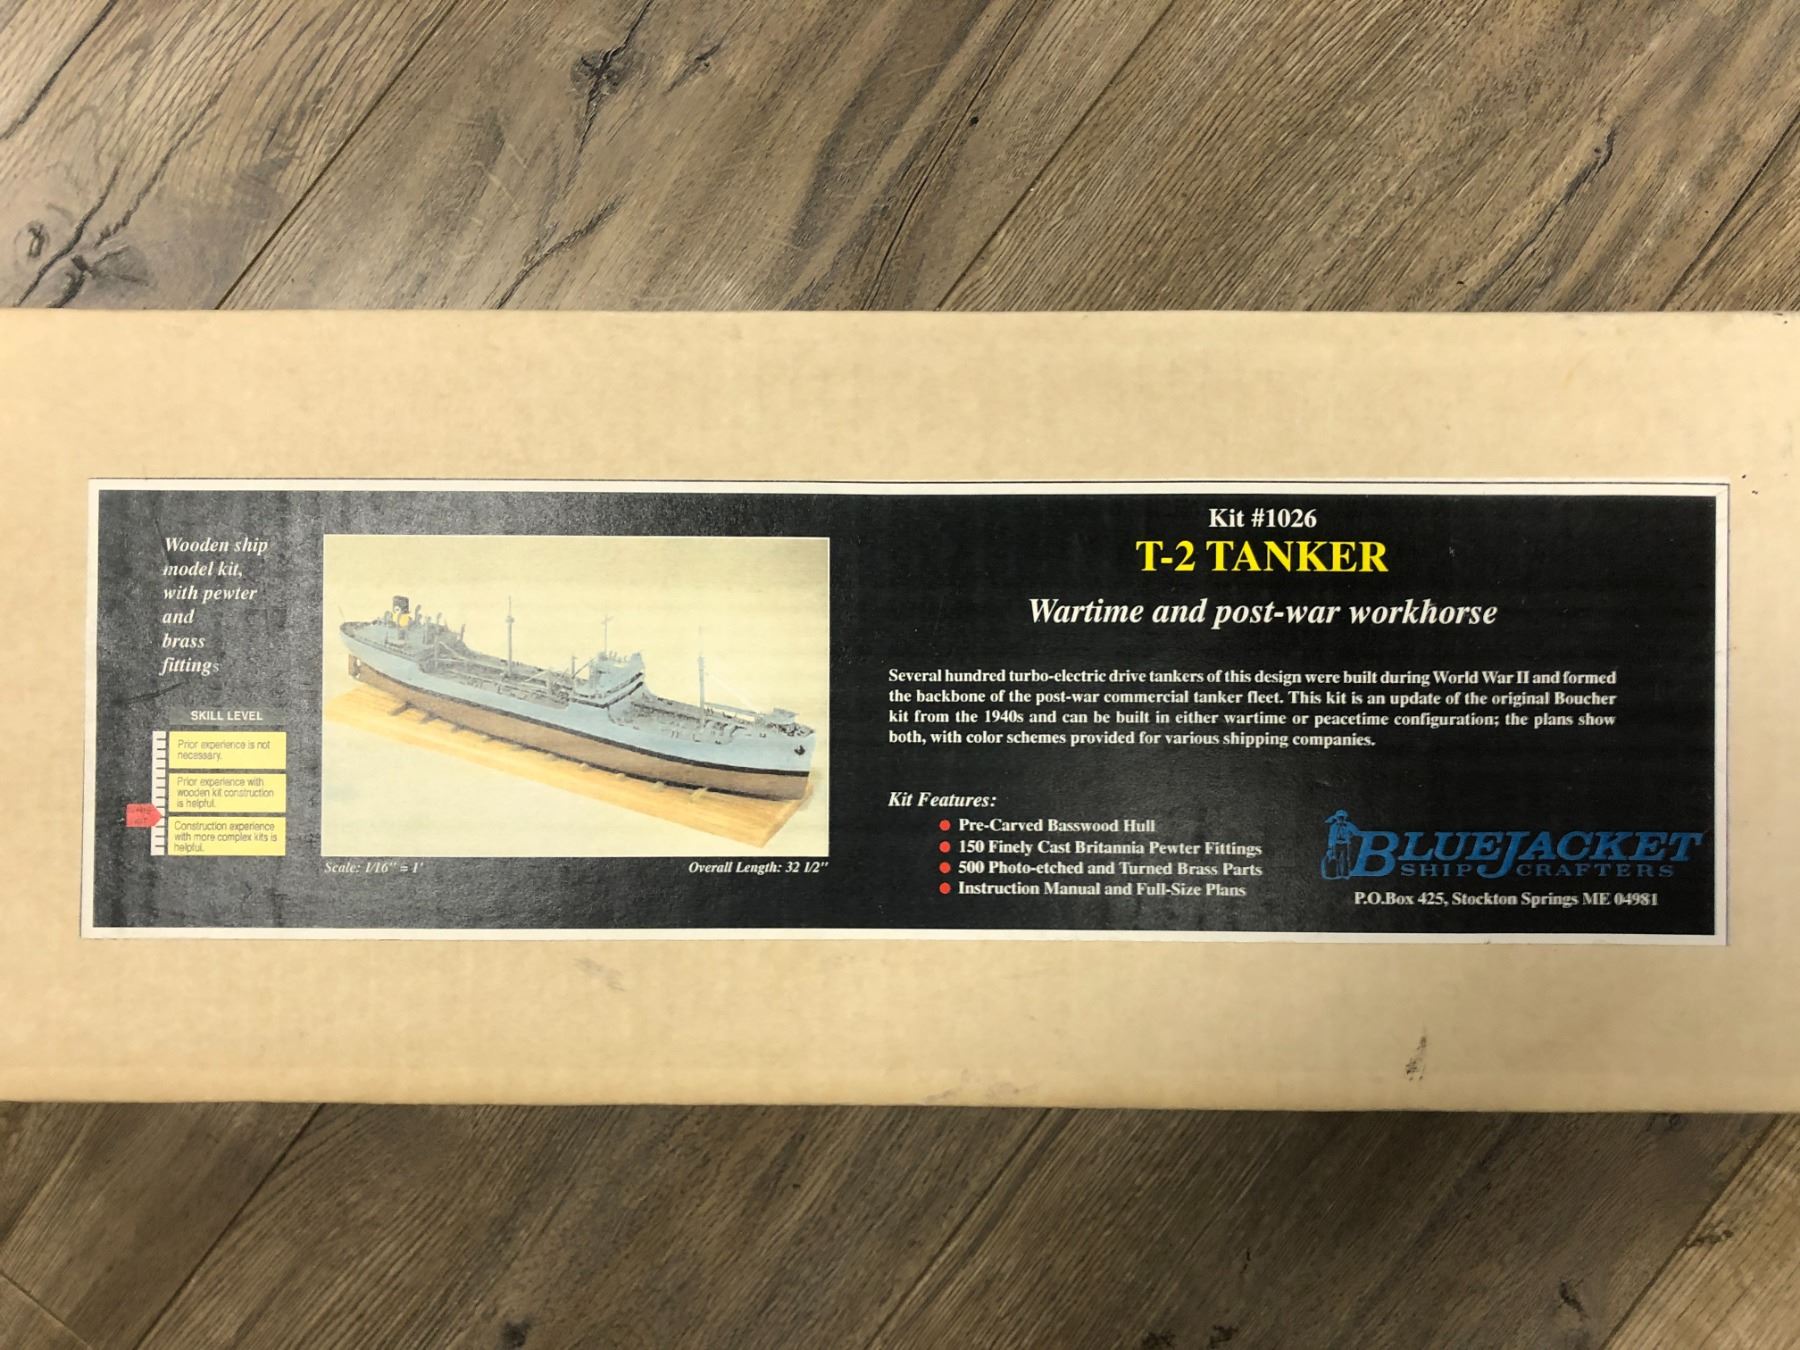 Wooden ship
model kit,
with pewter
and
brass
fittings
SKILL LEVEL
Prior experience is not
necessary.
Prior experience with
wooden kit construction
is helpful.
Construction experience
with more complex kits is
helpful.
Scale: 1/16" = 1'
Overall Length: 32 1/2"
Kit #1026
T-2 TANKER
Wartime and post-war workhorse
Several hundred turbo-electric drive tankers of this design were built during World War II and formed
the backbone of the post-war commercial tanker fleet. This kit is an update of the original Boucher
kit from the 1940s and can be built in either wartime or peacetime configuration; the plans show
both, with color schemes provided for various shipping companies.
Kit Features:
Pre-Carved Basswood Hull
150 Finely Cast Britannia Pewter Fittings
500 Photo-etched and Turned Brass Parts
Instruction Manual and Full-Size Plans
BLUEJACKET
SHIP CRAFTERS
P.O.Box 425, Stockton Springs ME 04981